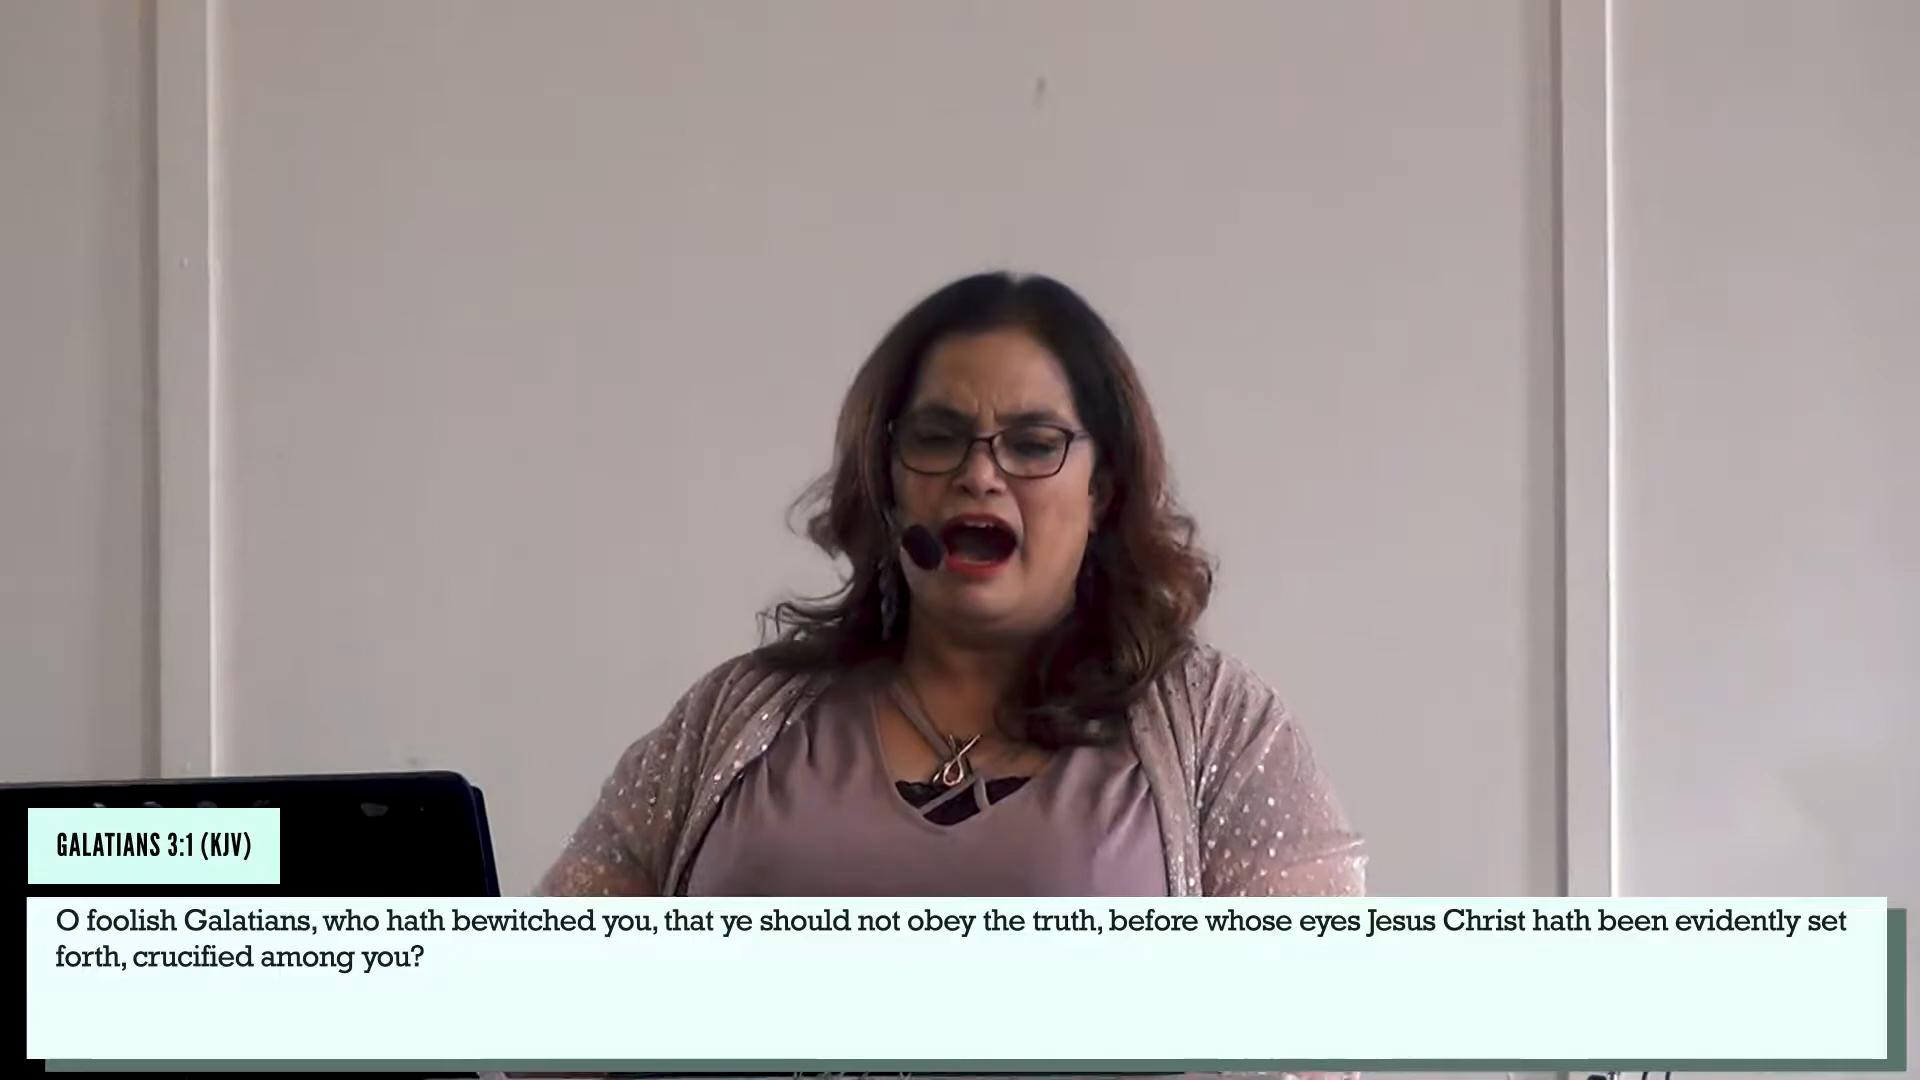 GALATIANS 3:1 (KJV)
O foolish Galatians, who hath bewitched you, that ye should not obey the truth, before whose eyes Jesus Christ hath been evidently set
forth, crucified among you?